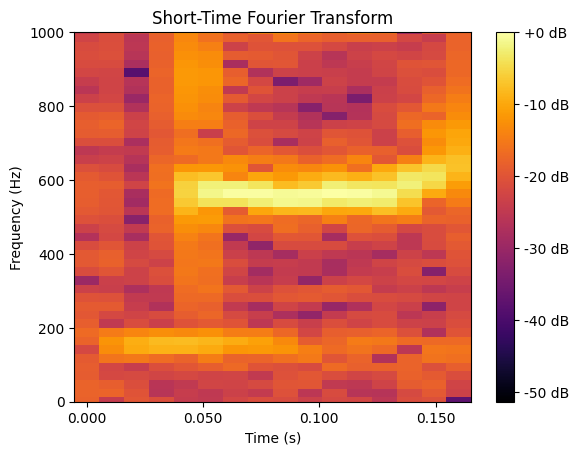 Short-Time Fourier Transform
1000
800
600
400
200
0
Frequency (Hz)
0.000
0.050
0.100
0.150
Time (s)
+0 dB
-10 dB
-20 dB
-30 dB
-40 dB
-50 dB